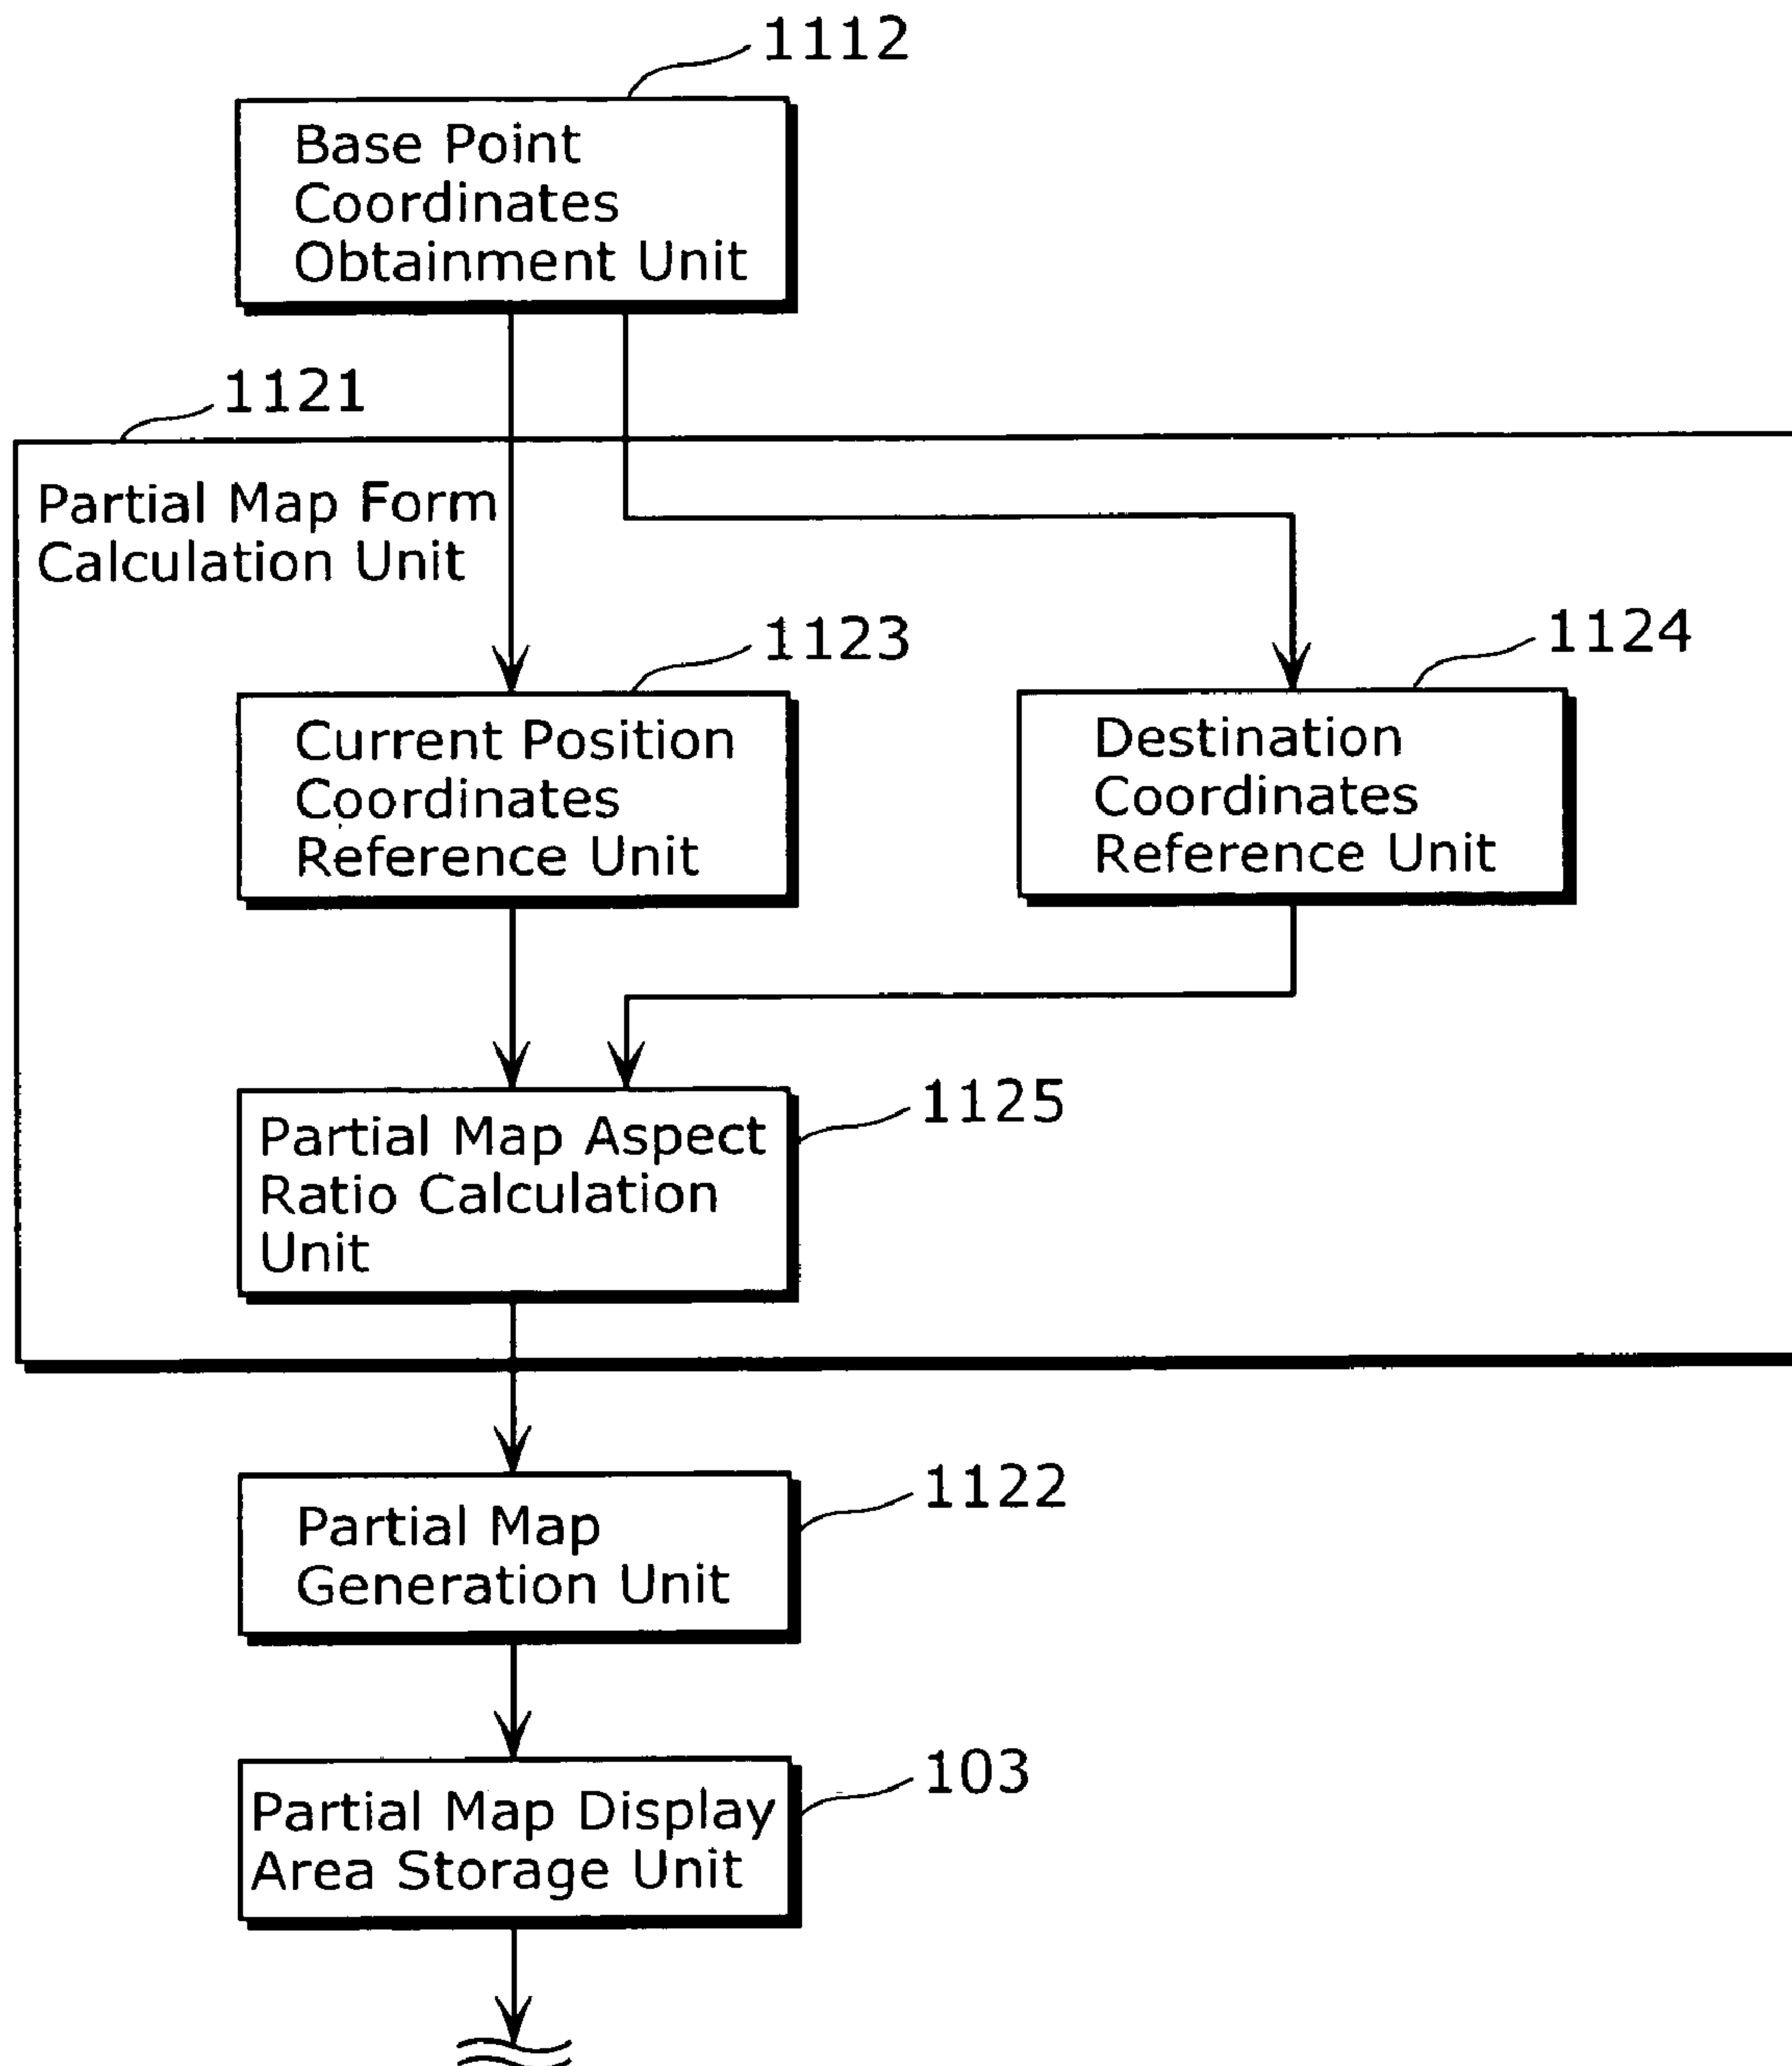 1112
Base Point
Coordinates
Obtainment Unit
1121
Partial Map Form
Calculation Unit
1123
1124
Current Position
Coordinates
Reference Unit
Destination
Coordinates
Reference Unit
1125
Partial Map Aspect
Ratio Calculation
Unit
1122
Partial Map
Generation Unit
103
Partial Map Display
Area Storage Unit